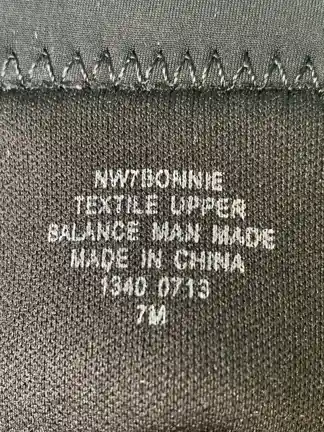 NW7BONNIE
TEXTILE UPPER
BALANCE MAN MADE
MADE IN CHINA
1340 0713
7M